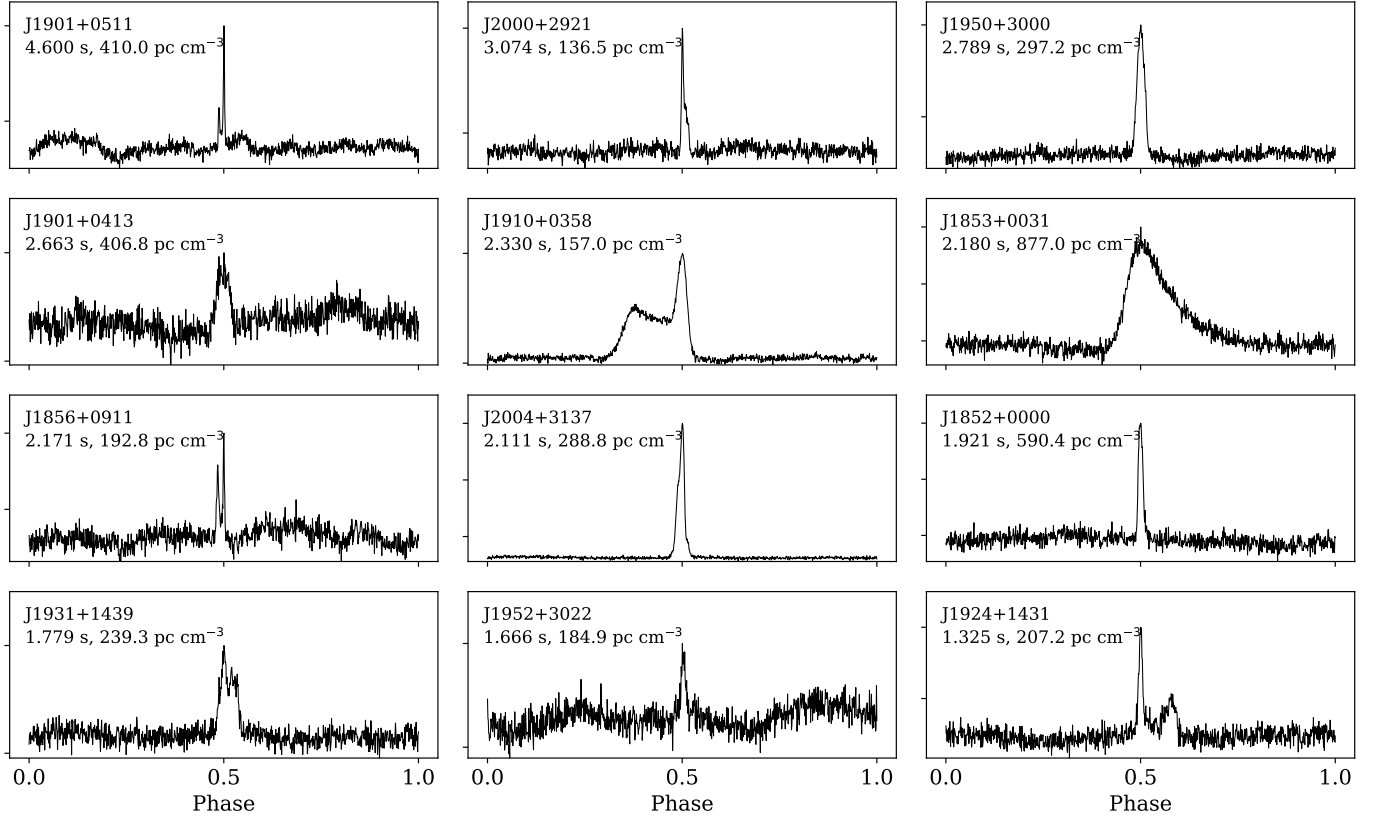 J1901+0511
4.600 s, 410.0 pc cm⁻³
J2000+2921
3.074 s, 136.5 pc cm⁻³
J1950+3000
2.789 s, 297.2 pc cm⁻³
J1901+0413
2.663 s, 406.8 pc cm⁻³
J1910+0358
2.330 s, 157.0 pc cm⁻³
J1853+0031
2.180 s, 877.0 pc cm⁻³
J1856+0911
2.171 s, 192.8 pc cm⁻³
J2004+3137
2.111 s, 288.8 pc cm⁻³
J1852+0000
1.921 s, 590.4 pc cm⁻³
J1931+1439
1.779 s, 239.3 pc cm⁻³
J1952+3022
1.666 s, 184.9 pc cm⁻³
J1924+1431
1.325 s, 207.2 pc cm⁻³
0.0 0.5 1.0
Phase
0.0 0.5 1.0
Phase
0.0 0.5 1.0
Phase